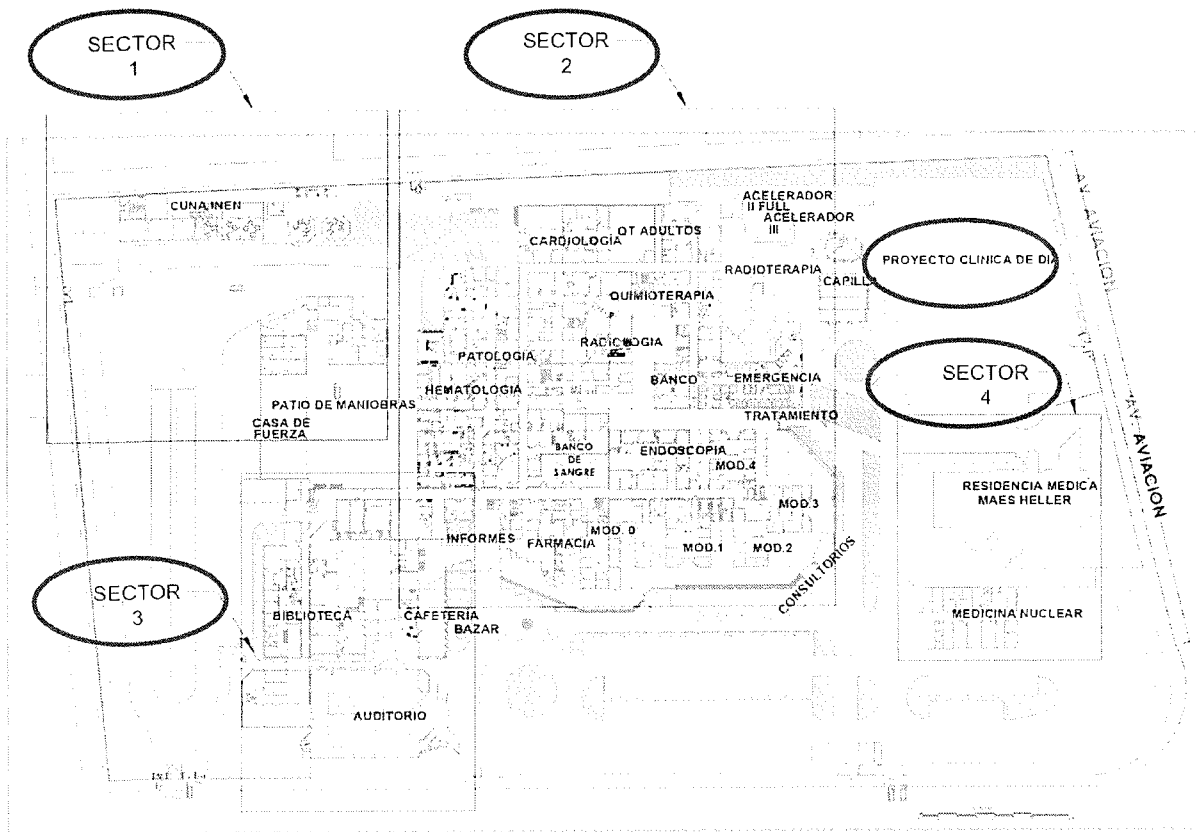 SECTOR
1
SECTOR
2
CUNA INEN
ACELERADOR
II FULL
ACELERADOR
III
AV. AVIACION
QT ADULTOS
CARDIOLOGÍA
PROYECTO CLINICA DE DIA
RADIOTERAPIA
CAPILLA
QUIMIOTERAPIA
RADIOLOGIA
PATOLOGIA
HEMATOLOGIA
BANCO
EMERGENCIA
SECTOR
4
PATIO DE MANIOBRAS
CASA DE
FUERZA
TRATAMIENTO
AV. AVIACION
BANCO
DE
SANGRE
ENDOSCOPIA
MOD.4
RESIDENCIA MEDICA
MAES HELLER
MOD.3
INFORMES
FARMACIA
MOD. 0
MOD.1
MOD.2
CONSULTORIOS
SECTOR
3
BIBLIOTECA
CAFETERIA
BAZAR
MEDICINA NUCLEAR
AUDITORIO